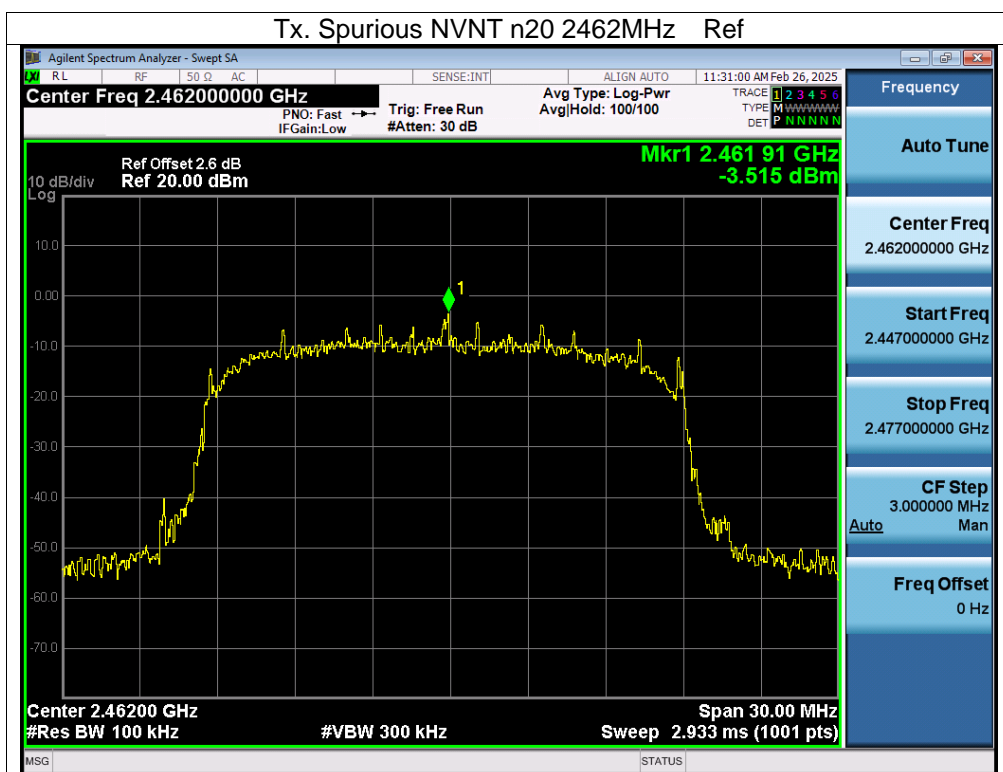 Tx. Spurious NVNT n20 2462MHz Ref
Agilent Spectrum Analyzer - Swept SA
LXI RL RF 50 Ω AC SENSE:INT ALIGN AUTO 11:31:00 AM Feb 26, 2025
Center Freq 2.462000000 GHz
PNO: Fast
IFGain:Low
Trig: Free Run
#Atten: 30 dB
Avg Type: Log-Pwr
Avg|Hold: 100/100
TRACE 1 2 3 4 5 6
TYPE M WWWWW
DET P N N N N N
Mkr1 2.461 91 GHz
-3.515 dBm
Ref Offset 2.6 dB
10 dB/div Ref 20.00 dBm
Log
10.0
0.00
-10.0
-20.0
-30.0
-40.0
-50.0
-60.0
-70.0
1
Center 2.46200 GHz Span 30.00 MHz
#Res BW 100 kHz #VBW 300 kHz Sweep 2.933 ms (1001 pts)
MSG STATUS
Frequency
Auto Tune
Center Freq
2.462000000 GHz
Start Freq
2.447000000 GHz
Stop Freq
2.477000000 GHz
CF Step
3.000000 MHz
Auto Man
Freq Offset
0 Hz